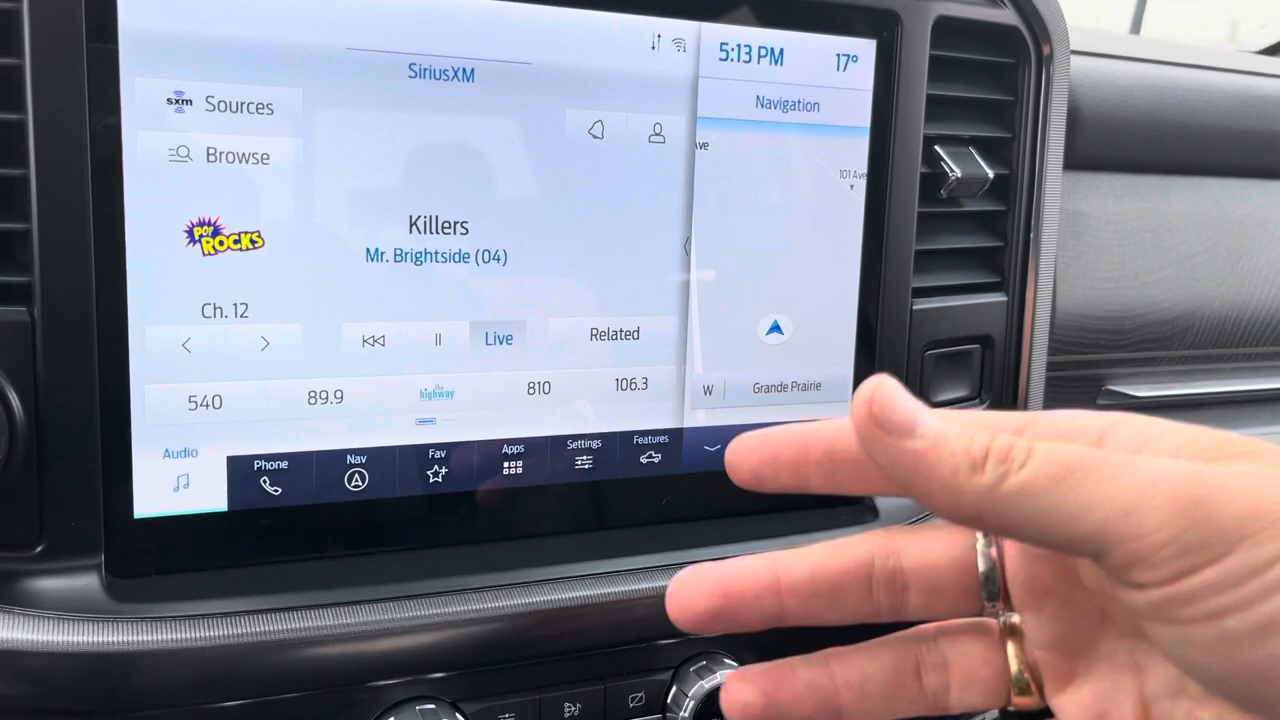 SiriusXM
5:13 PM 17°
sxm Sources
Navigation
Browse
ve
101 Ave
POP
ROCKS
Killers
Mr. Brightside (04)
Ch. 12
Live
Related
540
89.9
the
highway
810
106.3
W
Grande Prairie
Audio
Phone
Nav
Fav
Apps
Settings
Features